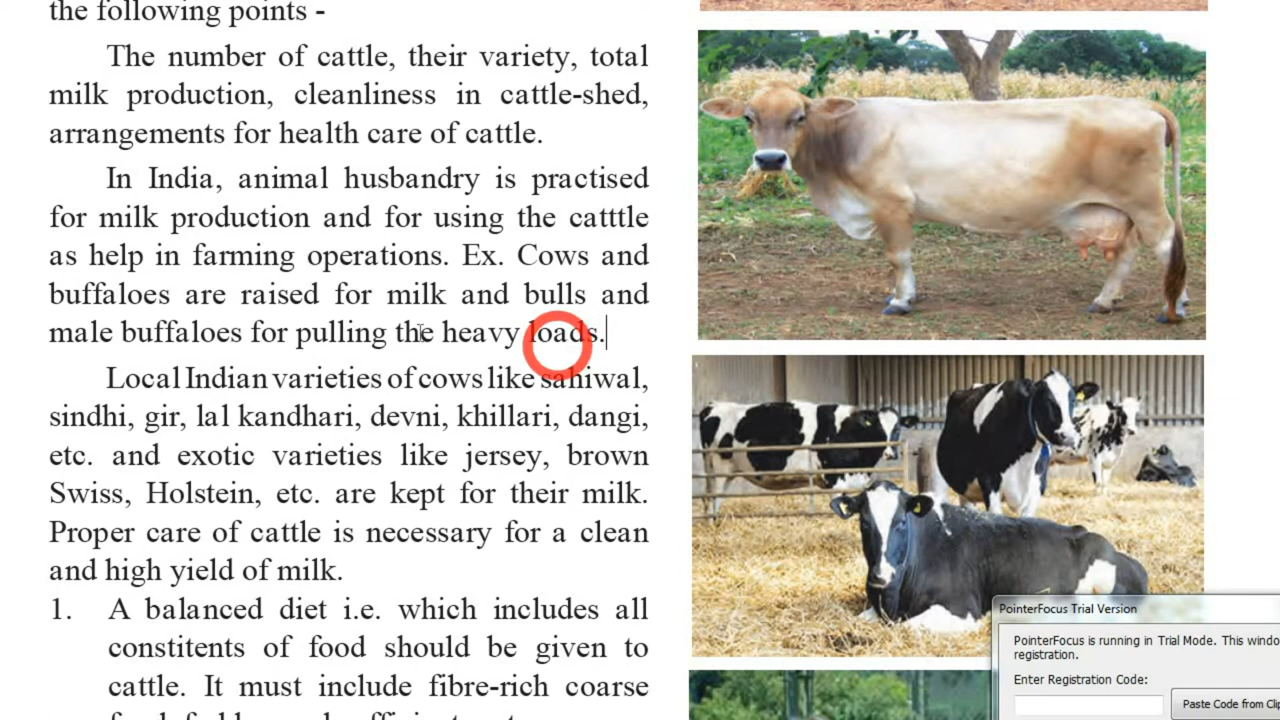 the following points -
The number of cattle, their variety, total
milk production, cleanliness in cattle-shed,
arrangements for health care of cattle.
In India, animal husbandry is practised
for milk production and for using the catttle
as help in farming operations. Ex. Cows and
buffaloes are raised for milk and bulls and
male buffaloes for pulling the heavy loads.
Local Indian varieties of cows like sahiwal,
sindhi, gir, lal kandhari, devni, khillari, dangi,
etc. and exotic varieties like jersey, brown
Swiss, Holstein, etc. are kept for their milk.
Proper care of cattle is necessary for a clean
and high yield of milk.
1. A balanced diet i.e. which includes all
constitents of food should be given to
cattle. It must include fibre-rich coarse
PointerFocus Trial Version
PointerFocus is running in Trial Mode. This windo
registration.
Enter Registration Code:
Paste Code from Clip